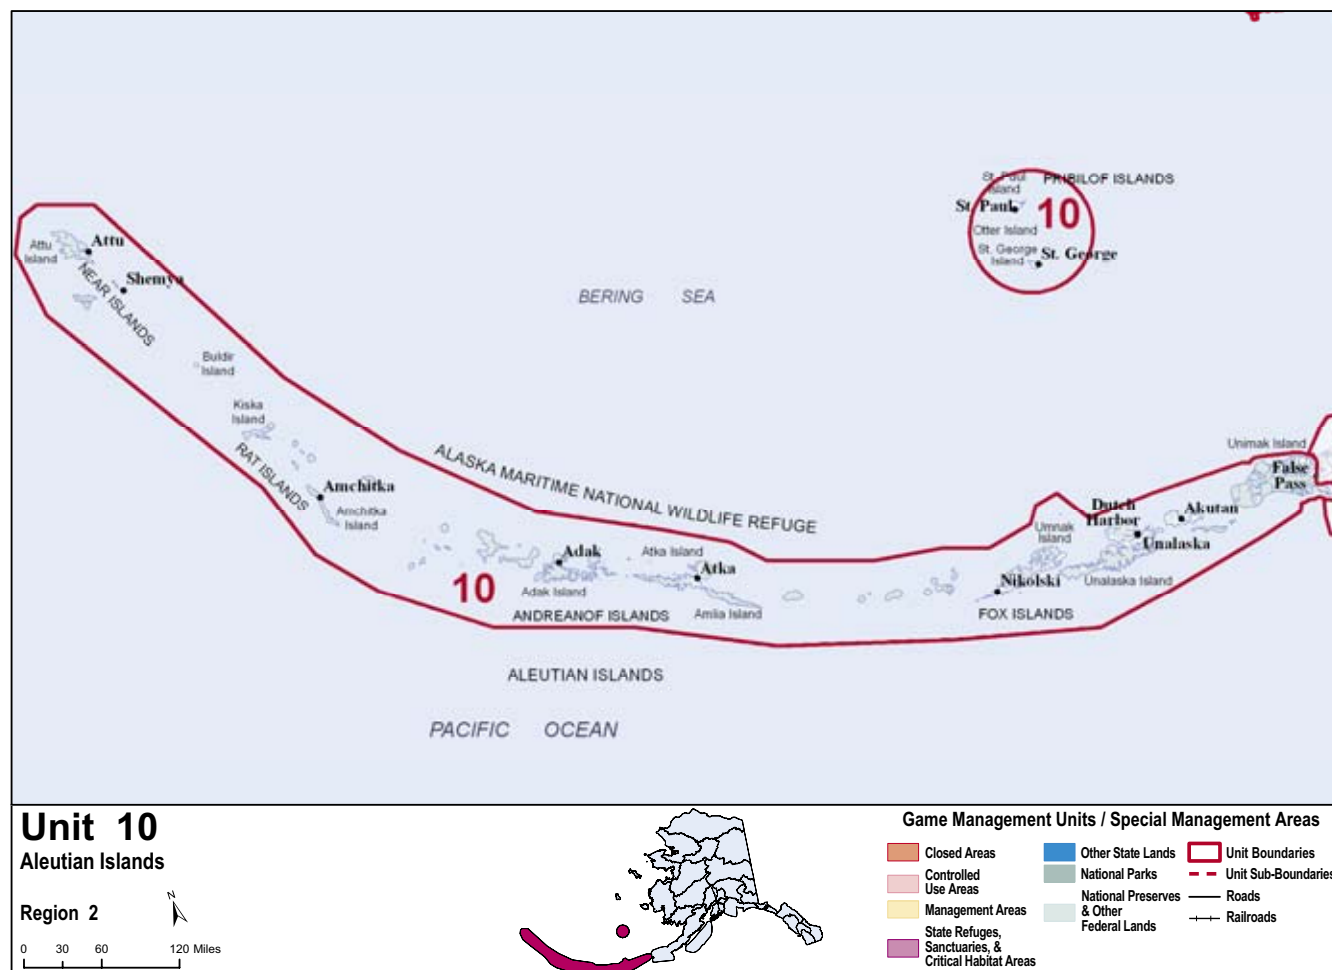 St. Paul
Island
PRIBILOF ISLANDS
St. Paul
10
Otter Island
St. George
Island
St. George
Attu
Island
Attu
NEAR ISLANDS
Shemya
BERING SEA
Buldir
Island
Kiska
Island
RAT ISLANDS
Amchitka
Amchitka
Island
ALASKA MARITIME NATIONAL WILDLIFE REFUGE
Unimak Island
False
Pass
Dutch
Harbor
Akutan
Umnak
Island
Unalaska
Adak
Atka Island
Atka
10
Adak Island
Nikolski
Unalaska Island
ANDREANOF ISLANDS
Amlia Island
FOX ISLANDS
ALEUTIAN ISLANDS
PACIFIC OCEAN
Unit 10
Aleutian Islands
Region 2
N
0 30 60 120 Miles
Game Management Units / Special Management Areas
Closed Areas
Controlled
Use Areas
Management Areas
State Refuges,
Sanctuaries, &
Critical Habitat Areas
Other State Lands
National Parks
National Preserves
& Other
Federal Lands
Unit Boundaries
Unit Sub-Boundaries
Roads
Railroads